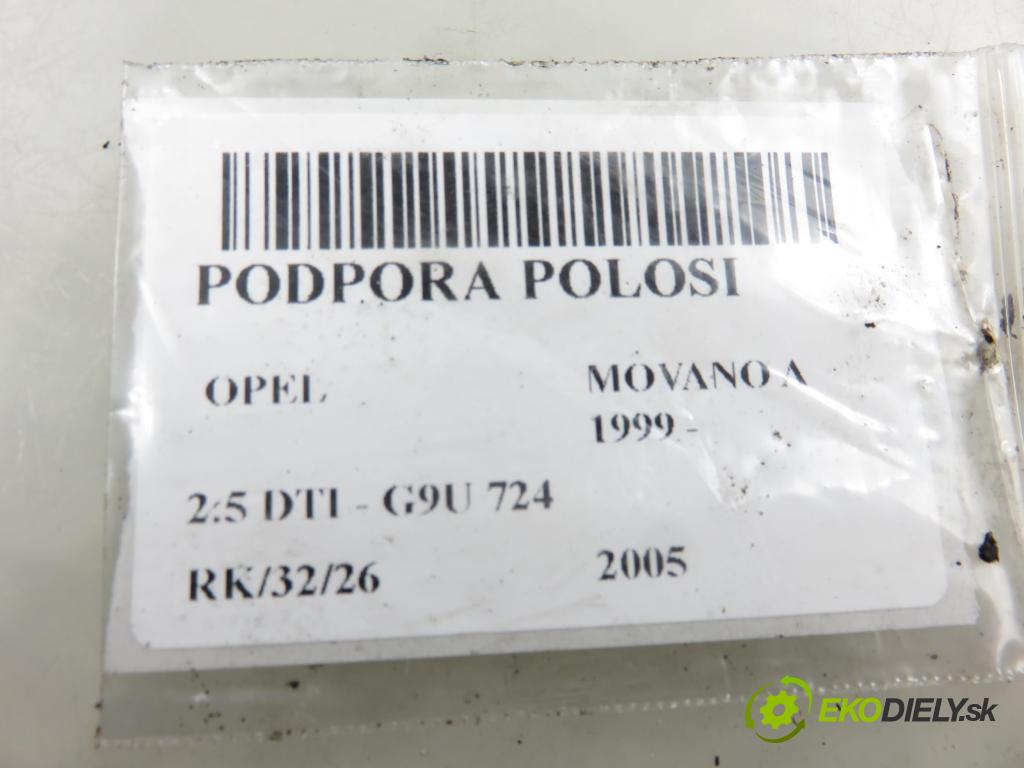 PODPORA POLOSI
OPEL MOVANO A
1999 -
2:5 DTI - G9U 724
RK/32/26 2005
EKODIELY.sk